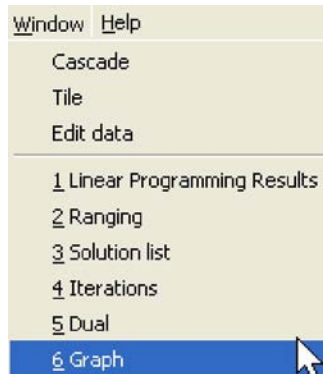 Window Help
Cascade
Tile
Edit data
1 Linear Programming Results
2 Ranging
3 Solution list
4 Iterations
5 Dual
6 Graph